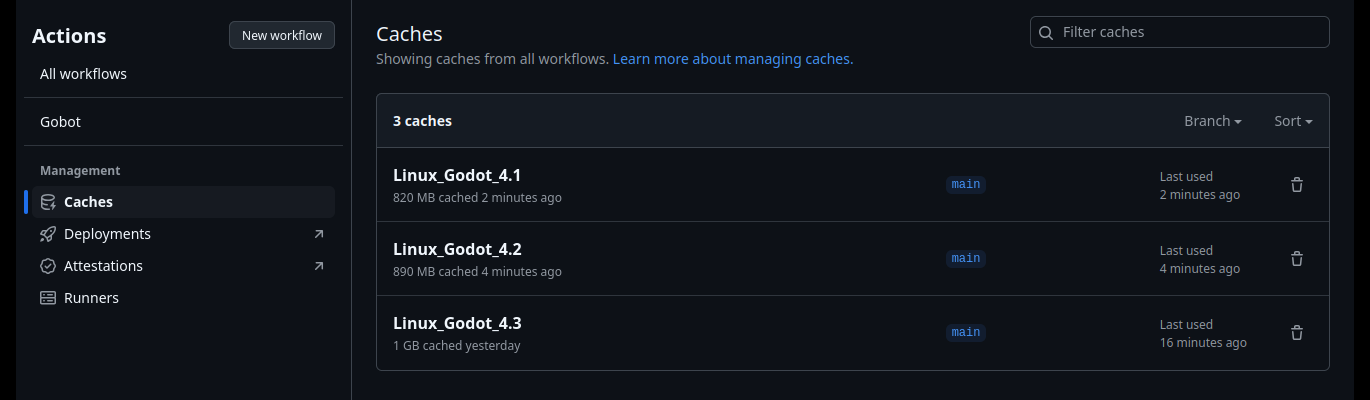 Actions
New workflow
All workflows
Gobot
Management
Caches
Deployments
Attestations
Runners
Caches
Filter caches
Showing caches from all workflows. Learn more about managing caches.
3 caches
Branch
Sort
Linux_Godot_4.1
820 MB cached 2 minutes ago
main
Last used
2 minutes ago
Linux_Godot_4.2
890 MB cached 4 minutes ago
main
Last used
4 minutes ago
Linux_Godot_4.3
1 GB cached yesterday
main
Last used
16 minutes ago